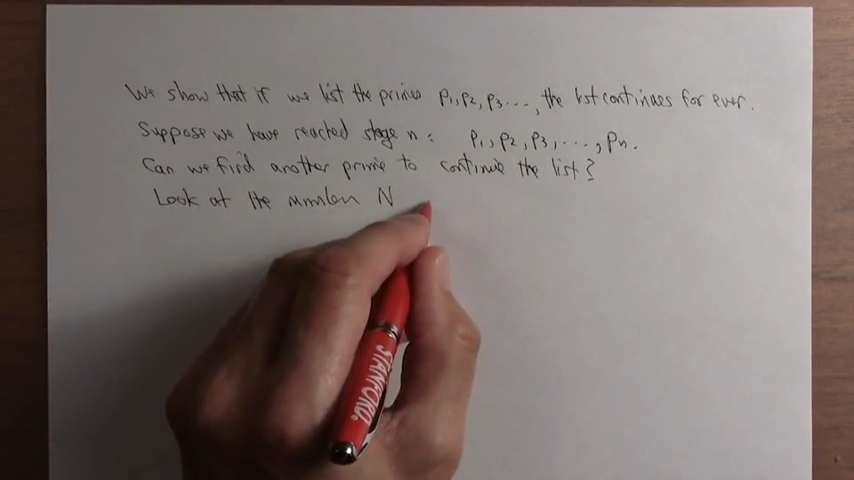 We show that if we list the primes p₁, p₂, p₃ ..., the list continues for ever.
Suppose we have reached stage n: p₁, p₂, p₃, ..., pₙ.
Can we find another prime to continue the list?
Look at the number N
STANFORD